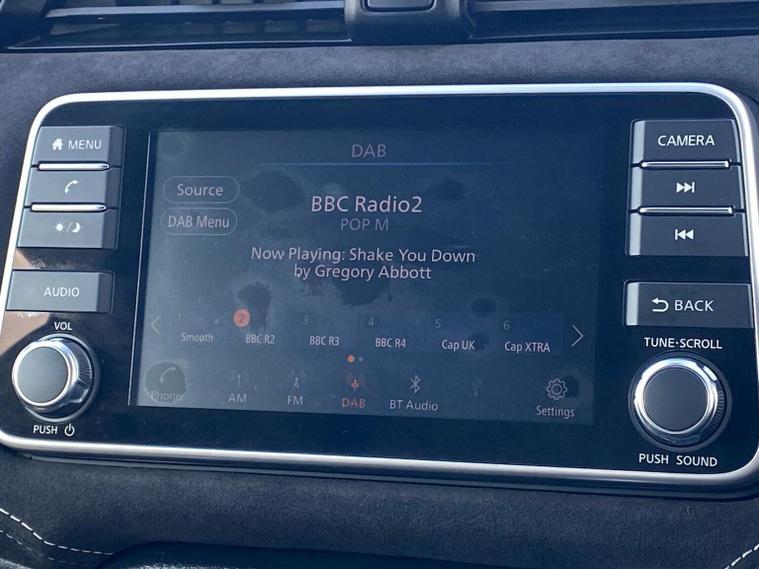 MENU
AUDIO
VOL
PUSH
DAB
Source
DAB Menu
BBC Radio2
POP M
Now Playing: Shake You Down
by Gregory Abbott
2 3 4 5 6
Smooth BBC R2 BBC R3 BBC R4 Cap UK Cap XTRA
Phone AM FM DAB BT Audio Settings
CAMERA
BACK
TUNE·SCROLL
PUSH SOUND